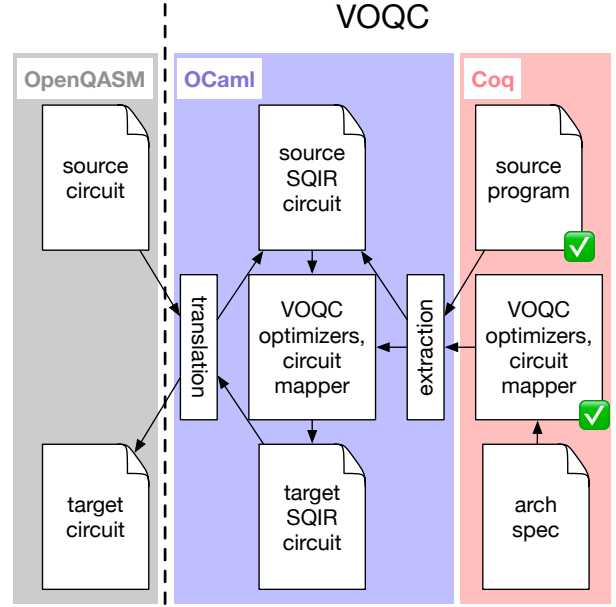 VOQC
OpenQASM
OCaml
Coq
source
circuit
source
SQIR
circuit
source
program
translation
VOQC
optimizers,
circuit
mapper
extraction
VOQC
optimizers,
circuit
mapper
target
circuit
target
SQIR
circuit
arch
spec